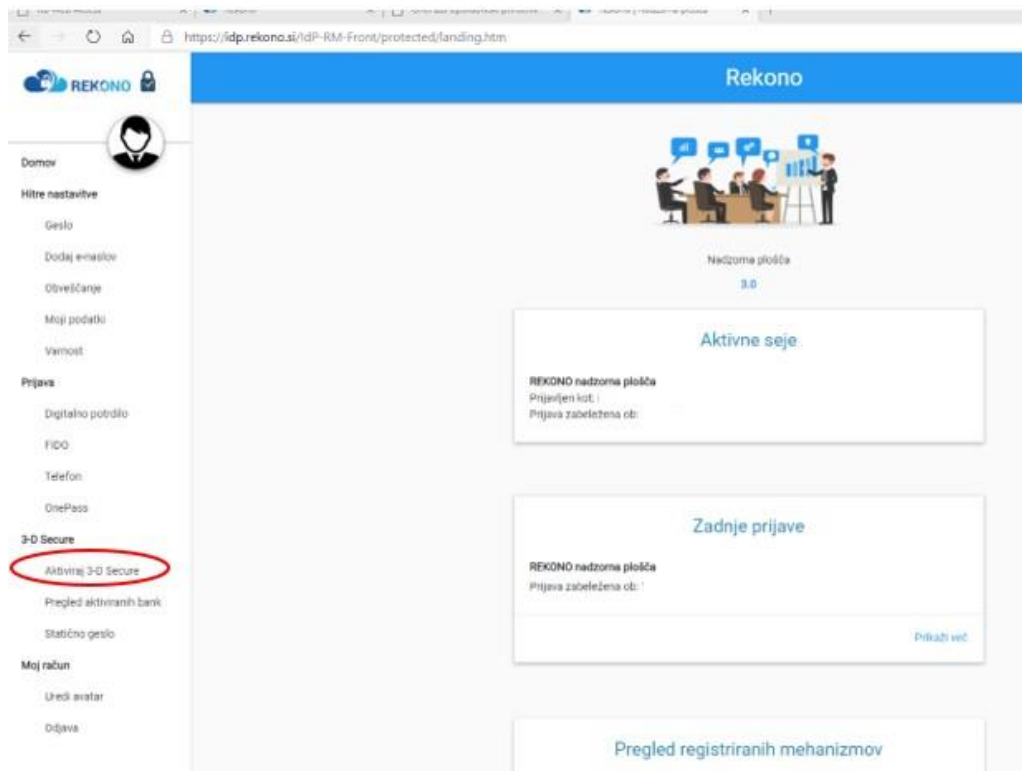 https://idp.rekono.si/IdP-RM-Front/protected/landing.htm
REKONO
Rekono
Domov
Hitre nastavitve
Geslo
Dodaj e-naslov
Obveščanje
Moji podatki
Varnost
Prijava
Digitalno potrdilo
FIDO
Telefon
OnePass
3-D Secure
Aktiviraj 3-D Secure
Pregled aktiviranih bank
Statično geslo
Moj račun
Uredi avatar
Odjava
Nadzorna plošča
3.0
Aktivne seje
REKONO nadzorna plošča
Prijavljen kot:
Prijava zabeležena ob:
Zadnje prijave
REKONO nadzorna plošča
Prijava zabeležena ob:
Prikaži več
Pregled registriranih mehanizmov